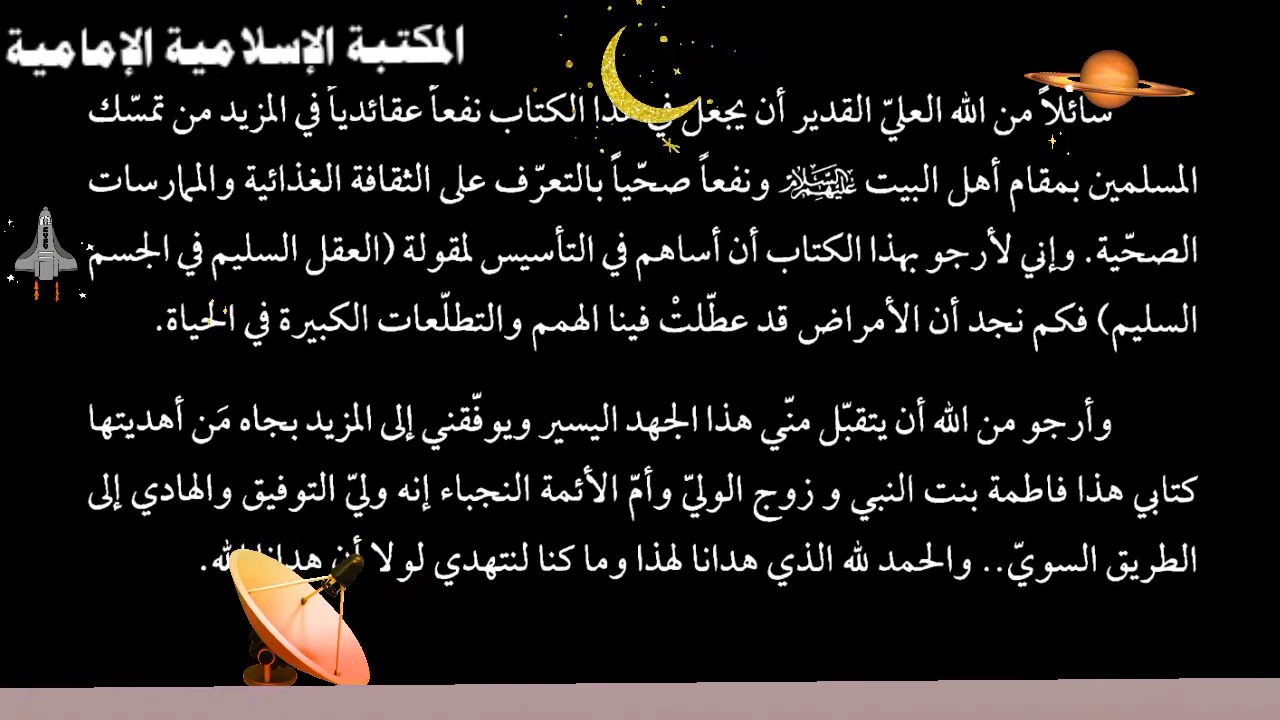 المكتبة الإسلامية الإمامية
سائلاً من الله العليّ القدير أن يجعل في هذا الكتاب نفعاً عقائدياً في المزيد من تمسّك
المسلمين بمقام أهل البيت عليهم السلام ونفعاً صحّياً بالتعرّف على الثقافة الغذائية والممارسات
الصحّية. وإني لأرجو بهذا الكتاب أن أساهم في التأسيس لمقولة (العقل السليم في الجسم
السليم) فكم نجد أن الأمراض قد عطّلتْ فينا الهمم والتطلّعات الكبيرة في الحياة.
وأرجو من الله أن يتقبّل منّي هذا الجهد اليسير ويوفّقني إلى المزيد بجاه مَن أهديتها
كتابي هذا فاطمة بنت النبي و زوج الوليّ وأمّ الأئمة النجباء إنه وليّ التوفيق والهادي إلى
الطريق السويّ.. والحمد لله الذي هدانا لهذا وما كنا لنتهدي لولا أن هدانا الله.